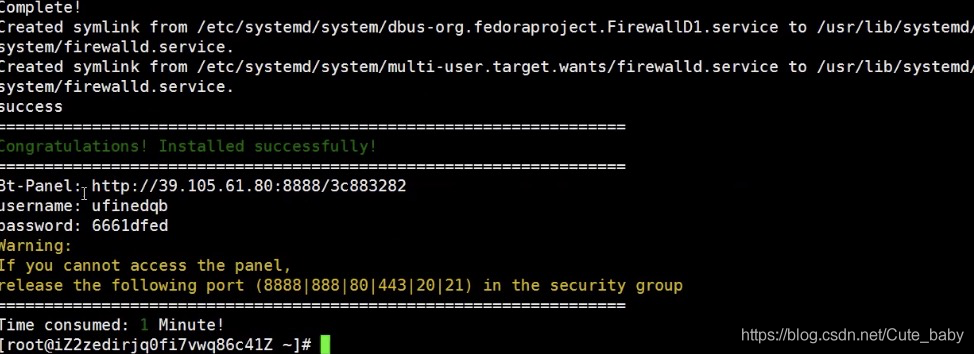 Complete!
Created symlink from /etc/systemd/system/dbus-org.fedoraproject.FirewallD1.service to /usr/lib/systemd/
system/firewalld.service.
Created symlink from /etc/systemd/system/multi-user.target.wants/firewalld.service to /usr/lib/systemd/
system/firewalld.service.
success
==================================================================
Congratulations! Installed successfully!
==================================================================
Bt-Panel: http://39.105.61.80:8888/3c883282
username: ufinedqb
password: 6661dfed
Warning:
If you cannot access the panel,
release the following port (8888|888|80|443|20|21) in the security group
==================================================================
Time consumed: 1 Minute!
[root@iZ2zedirjq0fi7vwq86c41Z ~]#
https://blog.csdn.net/Cute_baby